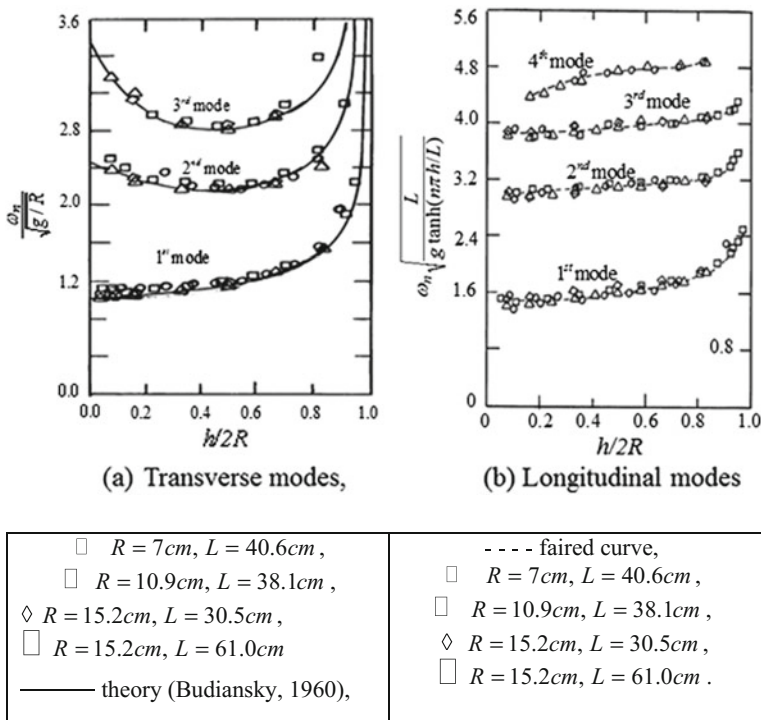 3.6
2.8
2.0
1.2
0.0
ωn / √g/R
3rd mode
2nd mode
1st mode
0.0 0.2 0.4 0.6 0.8 1.0
h/2R
(a) Transverse modes,
5.6
4.8
4.0
3.2
2.4
1.6
0
ωn √ L / g tanh(nπ h/L)
4th mode
3rd mode
2nd mode
1st mode
0.8
0.2 0.4 0.6 0.8 1.0
h/2R
(b) Longitudinal modes
R = 7cm, L = 40.6cm,
R = 10.9cm, L = 38.1cm,
◊ R = 15.2cm, L = 30.5cm,
R = 15.2cm, L = 61.0cm
theory (Budiansky, 1960),
- - - - faired curve,
R = 7cm, L = 40.6cm,
R = 10.9cm, L = 38.1cm,
◊ R = 15.2cm, L = 30.5cm,
R = 15.2cm, L = 61.0cm.